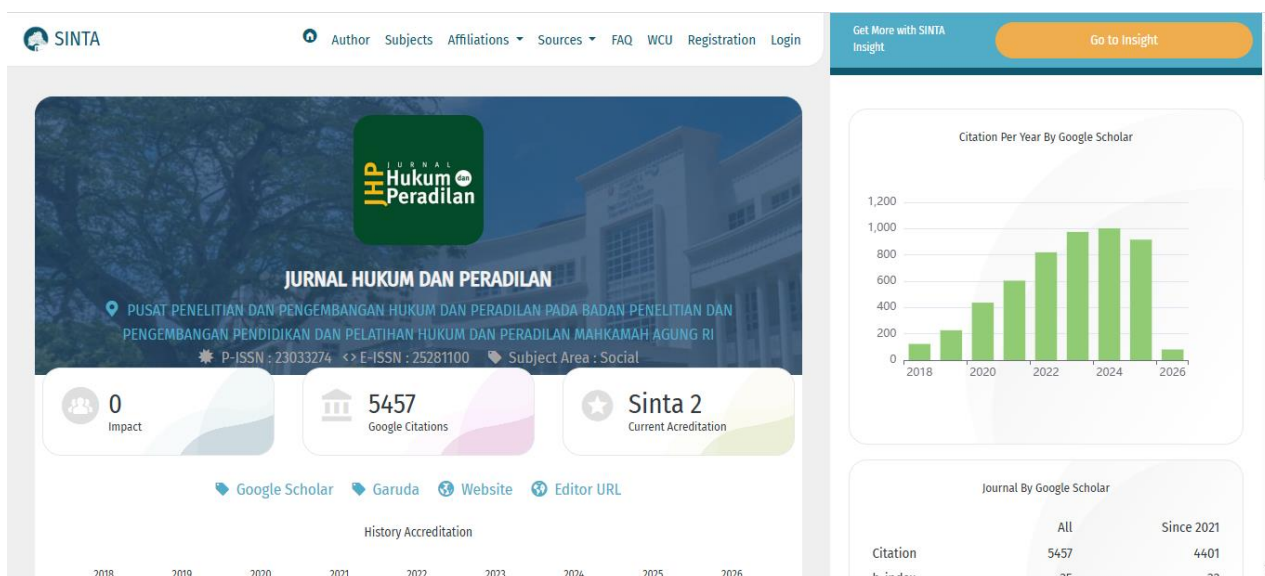 SINTA
Author Subjects Affiliations Sources FAQ WCU Registration Login
Get More with SINTA
Insight
Go to Insight
JHP
JURNAL
Hukum dan
Peradilan
JURNAL HUKUM DAN PERADILAN
PUSAT PENELITIAN DAN PENGEMBANGAN HUKUM DAN PERADILAN PADA BADAN PENELITIAN DAN
PENGEMBANGAN PENDIDIKAN DAN PELATIHAN HUKUM DAN PERADILAN MAHKAMAH AGUNG RI
P-ISSN : 23033274 <> E-ISSN : 25281100 Subject Area : Social
0
Impact
5457
Google Citations
Sinta 2
Current Acreditation
Google Scholar Garuda Website Editor URL
History Accreditation
2018 2019 2020 2021 2022 2023 2024 2025 2026
Citation Per Year By Google Scholar
1,200
1,000
800
600
400
200
0
2018 2020 2022 2024 2026
Journal By Google Scholar
All Since 2021
Citation 5457 4401